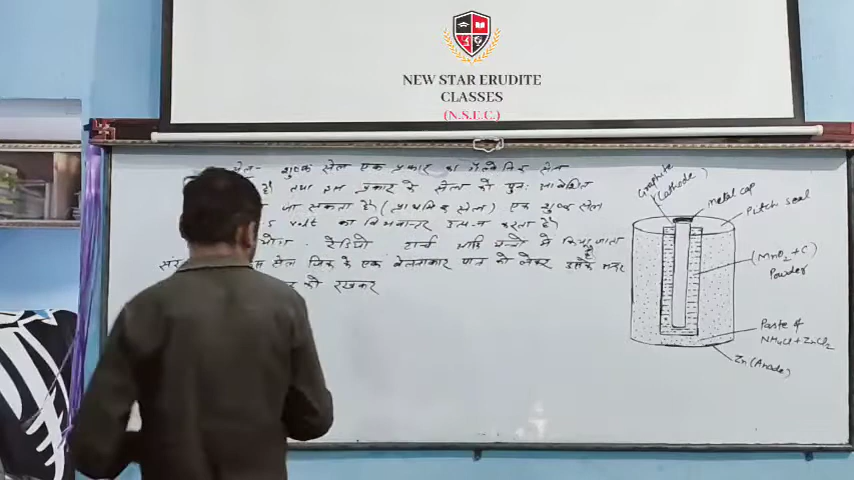 NEW STAR ERUDITE
CLASSES
(N.S.E.C.)
सेल - शुष्क सेल एक प्रकार का गैल्वेनिक सेल
है। तथा इस प्रकार के सेल को पुनः आवेशित
जा सकता है। (प्राथमिक सेल) एक शुष्क सेल
5 volt का विभवान्तर उत्पन्न करता है।
रेडियो टार्च आदि यन्त्रो में किया जाता है
सेल जिंक के एक बेलनाकार पात्र को लेकर उसके अन्दर
को रखकर
Graphite
(Cathode)
metal cap
Pitch seal
(MnO2 + C)
Powder
Paste of
NH4Cl + ZnCl2
Zn (Anode)